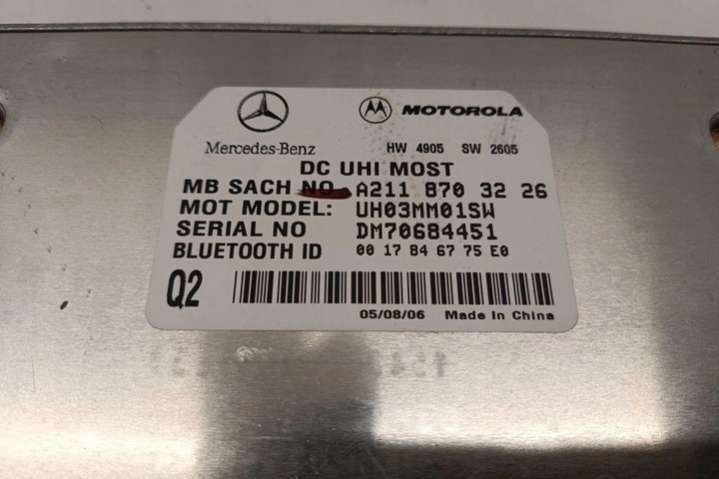 MOTOROLA
Mercedes-Benz HW 4905 SW 2605
DC UHI MOST
MB SACH NO A211 870 32 26
MOT MODEL: UH03MM01SW
SERIAL NO DM70684451
BLUETOOTH ID 00 17 84 67 75 E0
Q2
05/08/06 Made In China